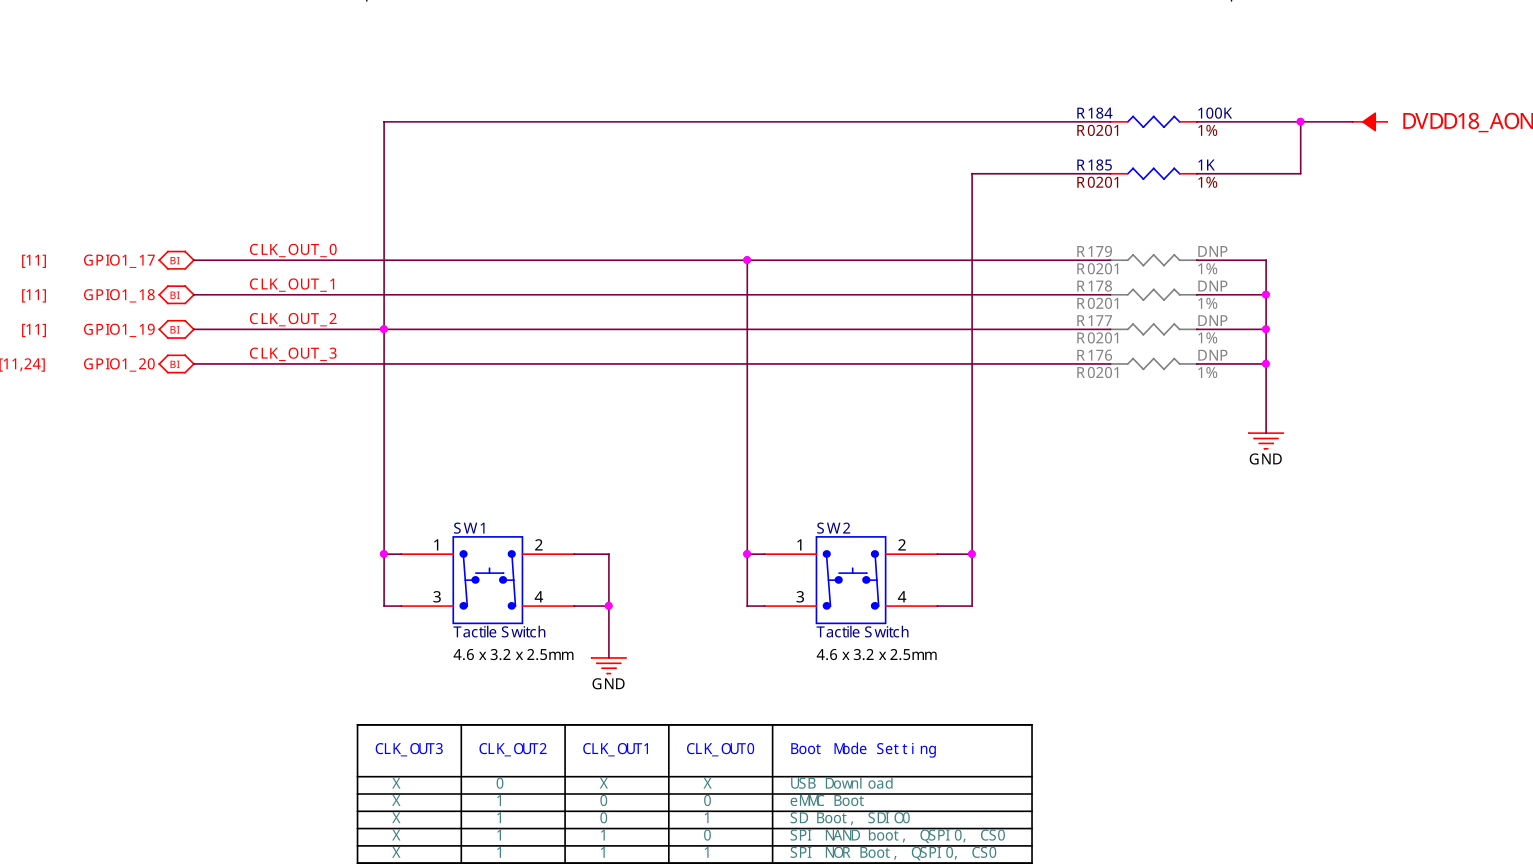 R184 100K
R0201 1%
DVDD18_AON
R185 1K
R0201 1%
[11] GPIO1_17 BI CLK_OUT_0 R179 DNP
R0201 1%
[11] GPIO1_18 BI CLK_OUT_1 R178 DNP
R0201 1%
[11] GPIO1_19 BI CLK_OUT_2 R177 DNP
R0201 1%
[11,24] GPIO1_20 BI CLK_OUT_3 R176 DNP
R0201 1%
GND
SW1 SW2
1 2 1 2
3 4 3 4
Tactile Switch Tactile Switch
4.6 x 3.2 x 2.5mm 4.6 x 3.2 x 2.5mm
GND
CLK_OUT3 CLK_OUT2 CLK_OUT1 CLK_OUT0 Boot Mode Setting
X 0 X X USB Download
X 1 0 0 eMMC Boot
X 1 0 1 SD Boot, SDIO0
X 1 1 0 SPI NAND boot, QSPI0, CS0
X 1 1 1 SPI NOR Boot, QSPI0, CS0